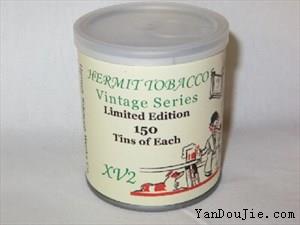 HERMIT TOBACCO
Vintage Series
Limited Edition
150
Tins of Each
XV2
YanDouJie.com